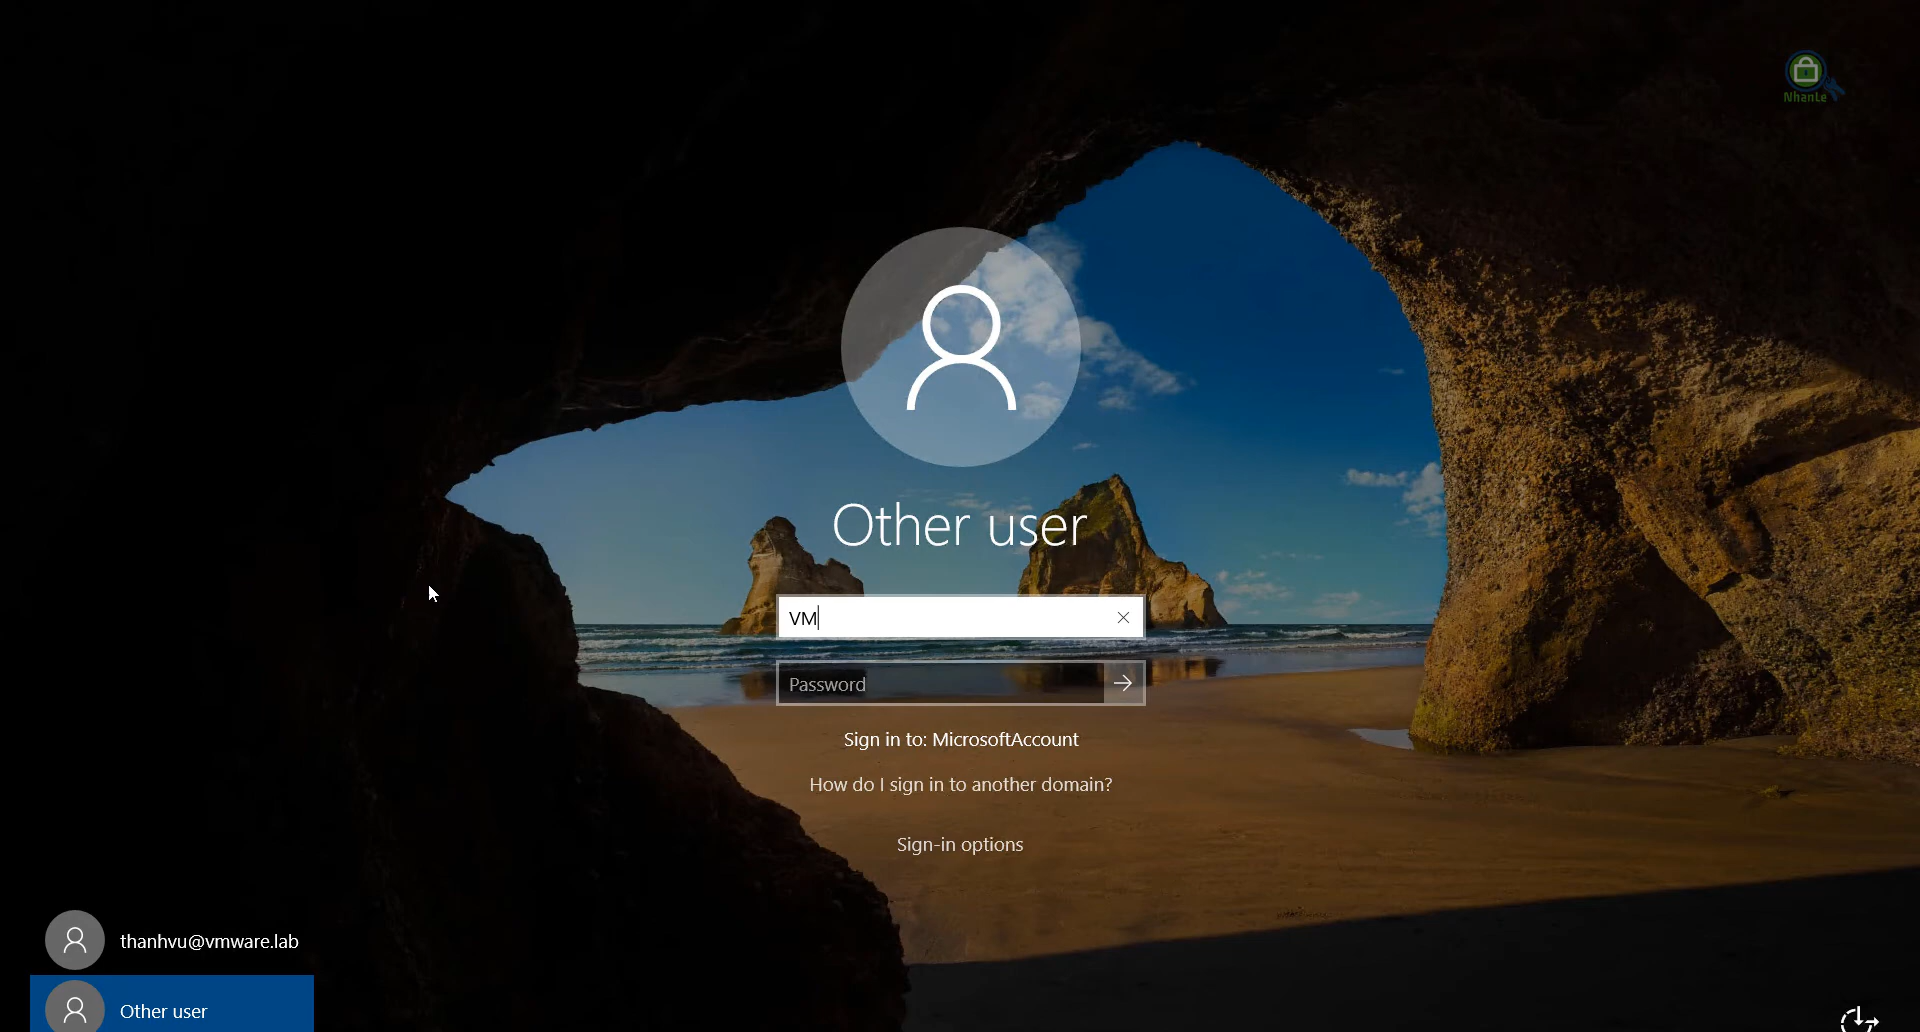 NhanLe
Other user
VM
Password
Sign in to: MicrosoftAccount
How do I sign in to another domain?
Sign-in options
thanhvu@vmware.lab
Other user